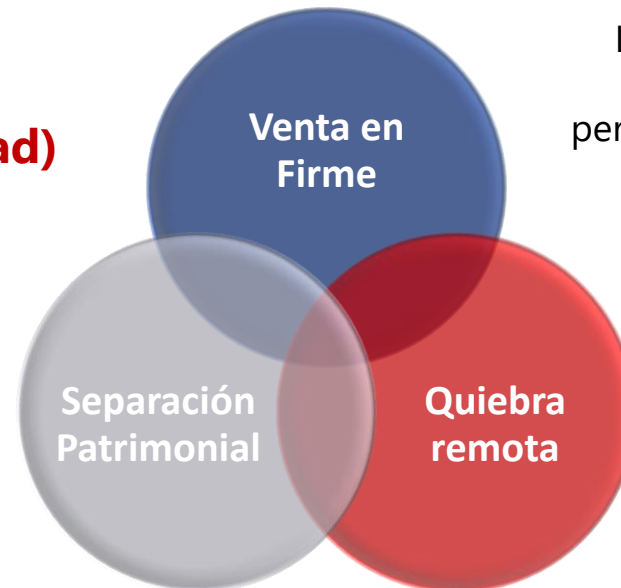 ad)
per
Venta en
Firme
Separación
Patrimonial
Quiebra
remota